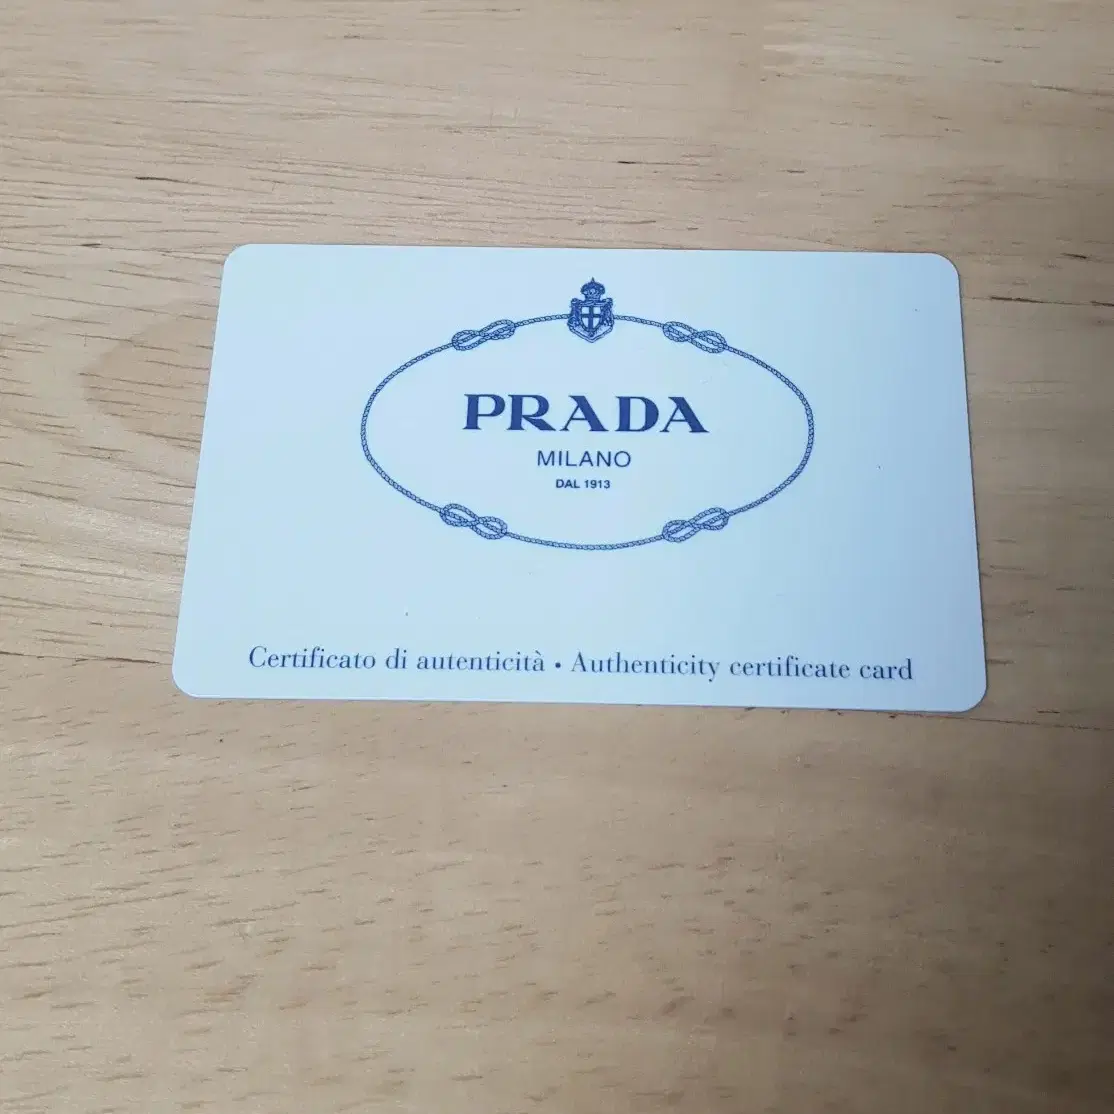 PRADA
MILANO
DAL 1913
Certificato di autenticità • Authenticity certificate card